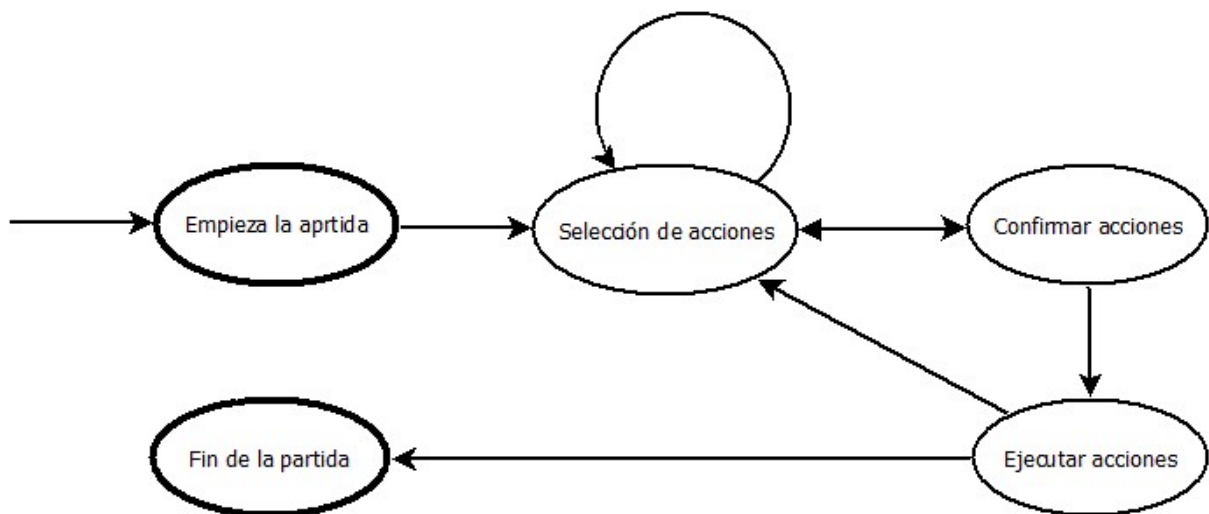 Empieza la aprtida
Selección de acciones
Confirmar acciones
Fin de la partida
Ejecutar acciones